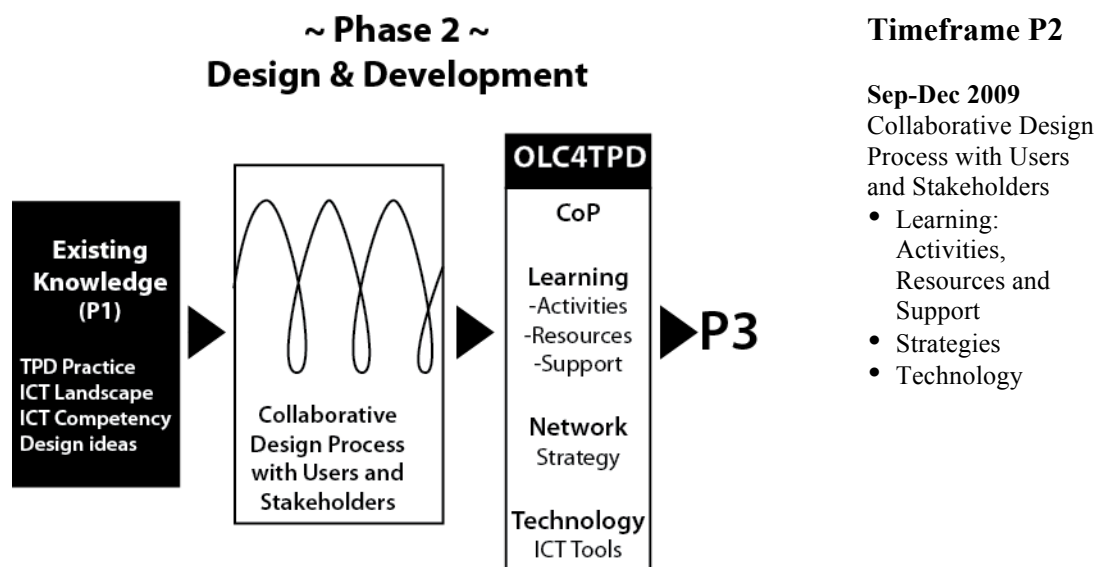 ~ Phase 2 ~
Design & Development
Existing
Knowledge
(P1)
TPD Practice
ICT Landscape
ICT Competency
Design ideas
Collaborative
Design Process
with Users and
Stakeholders
OLC4TPD
CoP
Learning
-Activities
-Resources
-Support
Network
Strategy
Technology
ICT Tools
P3
Timeframe P2
Sep-Dec 2009
Collaborative Design
Process with Users
and Stakeholders
• Learning:
Activities,
Resources and
Support
• Strategies
• Technology